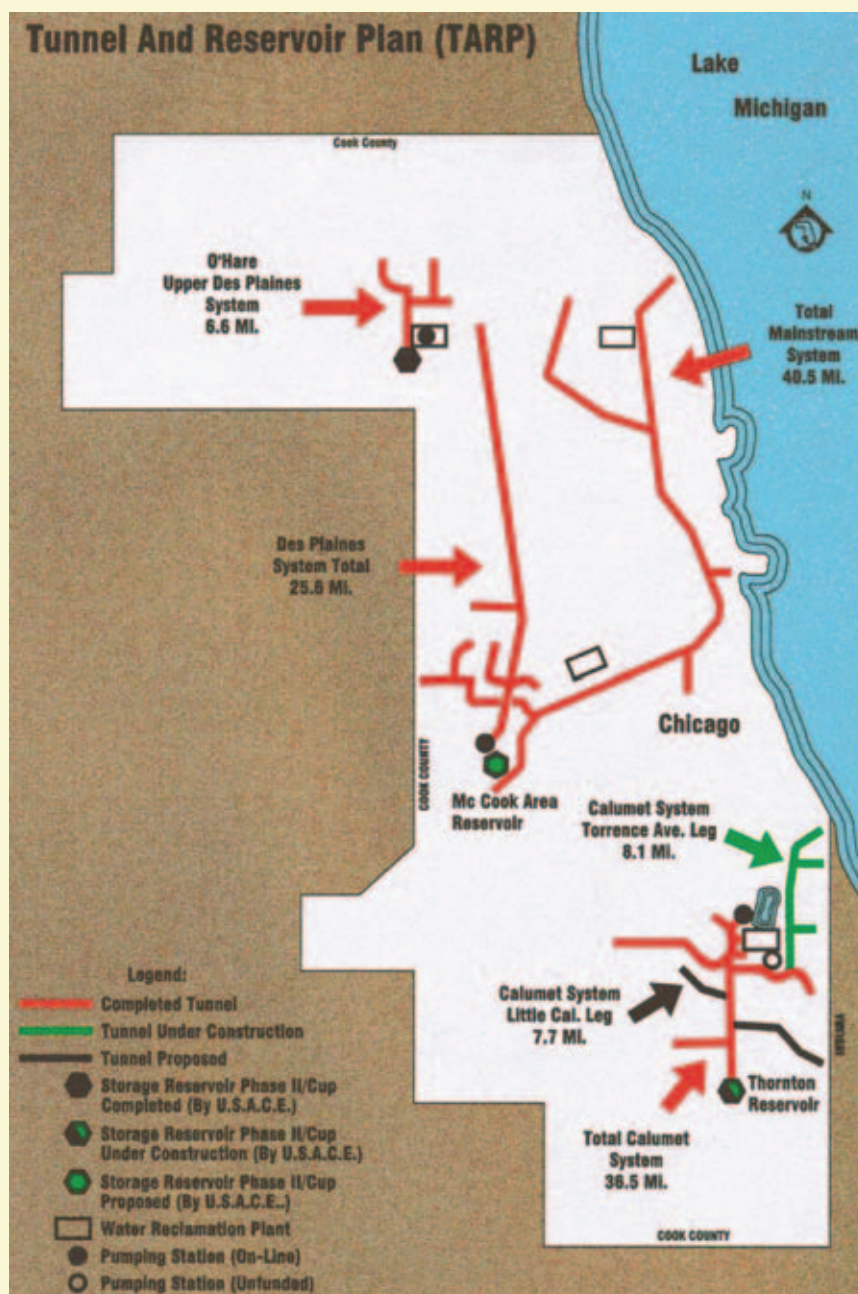 Tunnel And Reservoir Plan (TARP)
Lake
Michigan
Cook County
N
O'Hare
Upper Des Plaines
System
6.6 Mi.
Total
Mainstream
System
40.5 Mi.
Des Plaines
System Total
25.6 Mi.
Chicago
COOK COUNTY
Mc Cook Area
Reservoir
Calumet System
Torrence Ave. Leg
8.1 Mi.
Calumet System
Little Cal. Leg
7.7 Mi.
INDIANA
Thornton
Reservoir
Total Calumet
System
36.5 Mi.
COOK COUNTY
Legend:
Completed Tunnel
Tunnel Under Construction
Tunnel Proposed
Storage Reservoir Phase II/Cup
Completed (By U.S.A.C.E.)
Storage Reservoir Phase II/Cup
Under Construction (By U.S.A.C.E.)
Storage Reservoir Phase II/Cup
Proposed (By U.S.A.C.E..)
Water Reclamation Plant
Pumping Station (On-Line)
Pumping Station (Unfunded)